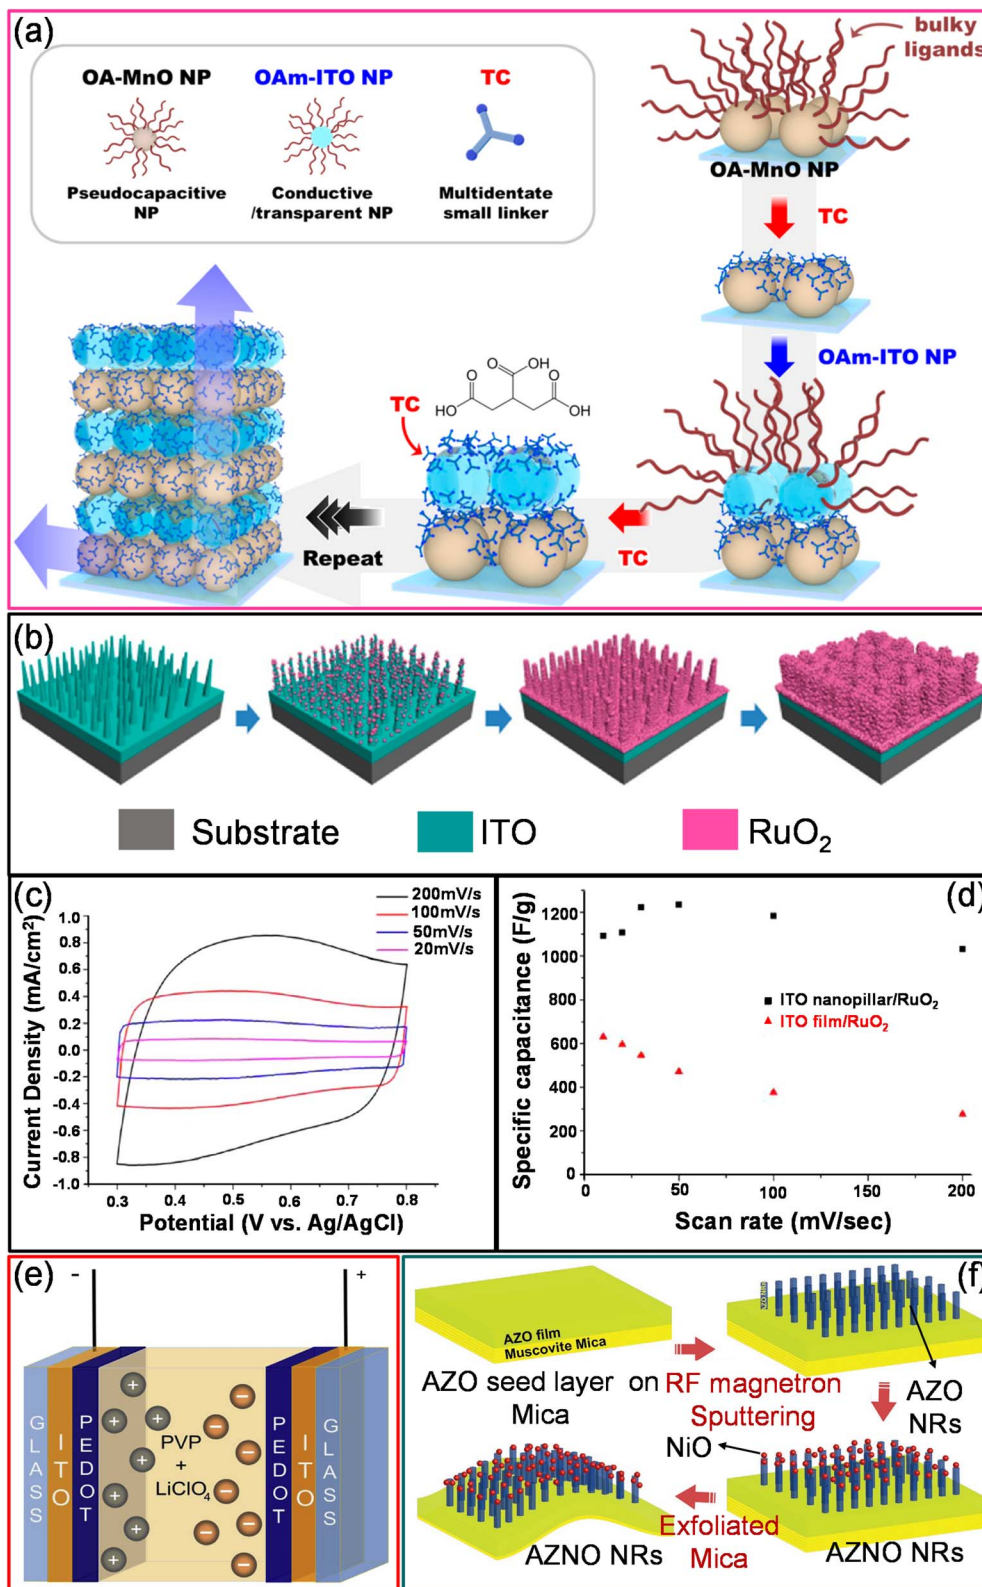 (a)
bulky
ligands
OA-MnO NP
OAm-ITO NP
TC
Pseudocapacitive
NP
Conductive
/transparent NP
Multidentate
small linker
OA-MnO NP
TC
OAm-ITO NP
TC
Repeat
TC
O
OH
O
O
HO
OH
(b)
Substrate
ITO
RuO2
(c)
200mV/s
100mV/s
50mV/s
20mV/s
Current Density (mA/cm2)
1.0
0.8
0.6
0.4
0.2
0.0
-0.2
-0.4
-0.6
-0.8
-1.0
0.3 0.4 0.5 0.6 0.7 0.8
Potential (V vs. Ag/AgCl)
(d)
Specific capacitance (F/g)
1200
1000
800
600
400
200
0
ITO nanopillar/RuO2
ITO film/RuO2
0 50 100 150 200
Scan rate (mV/sec)
(e)
- +
GLASS
ITO
PEDOT
PVP
+
LiClO4
PEDOT
ITO
GLASS
(f)
AZO film
Muscovite Mica
AZO seed layer on
Mica
RF magnetron
Sputtering
AZO
NRs
NiO
Exfoliated
Mica
AZNO NRs
AZNO NRs